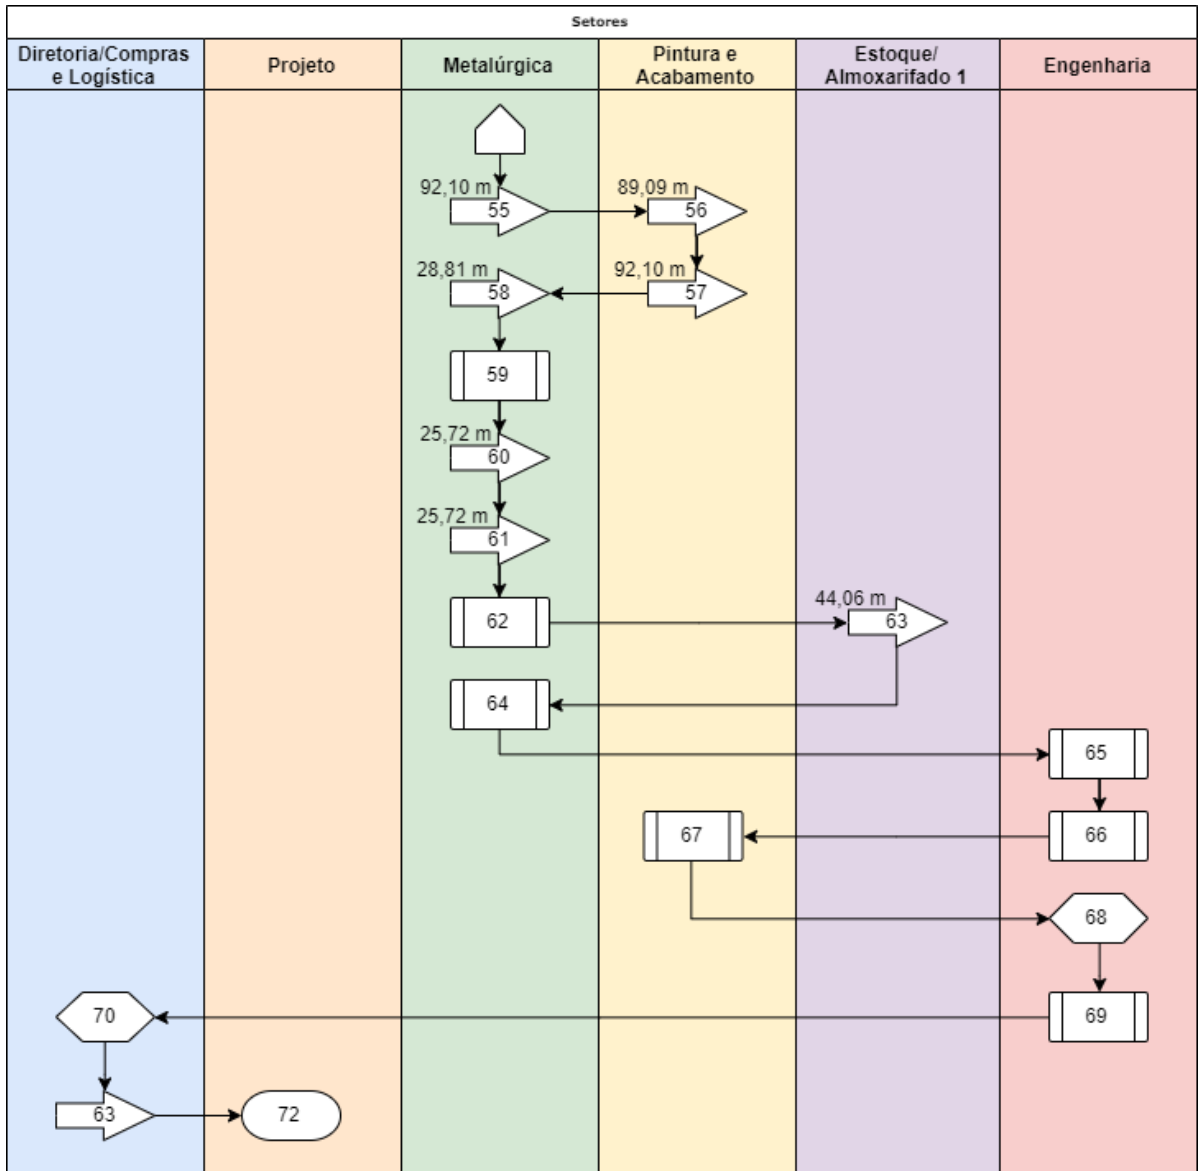 Setores
Diretoria/Compras
e Logística
Projeto
Metalúrgica
Pintura e
Acabamento
Estoque/
Almoxarifado 1
Engenharia
92,10 m
55
89,09 m
56
28,81 m
58
92,10 m
57
59
25,72 m
60
25,72 m
61
62
44,06 m
63
64
65
67
66
68
70
69
63
72